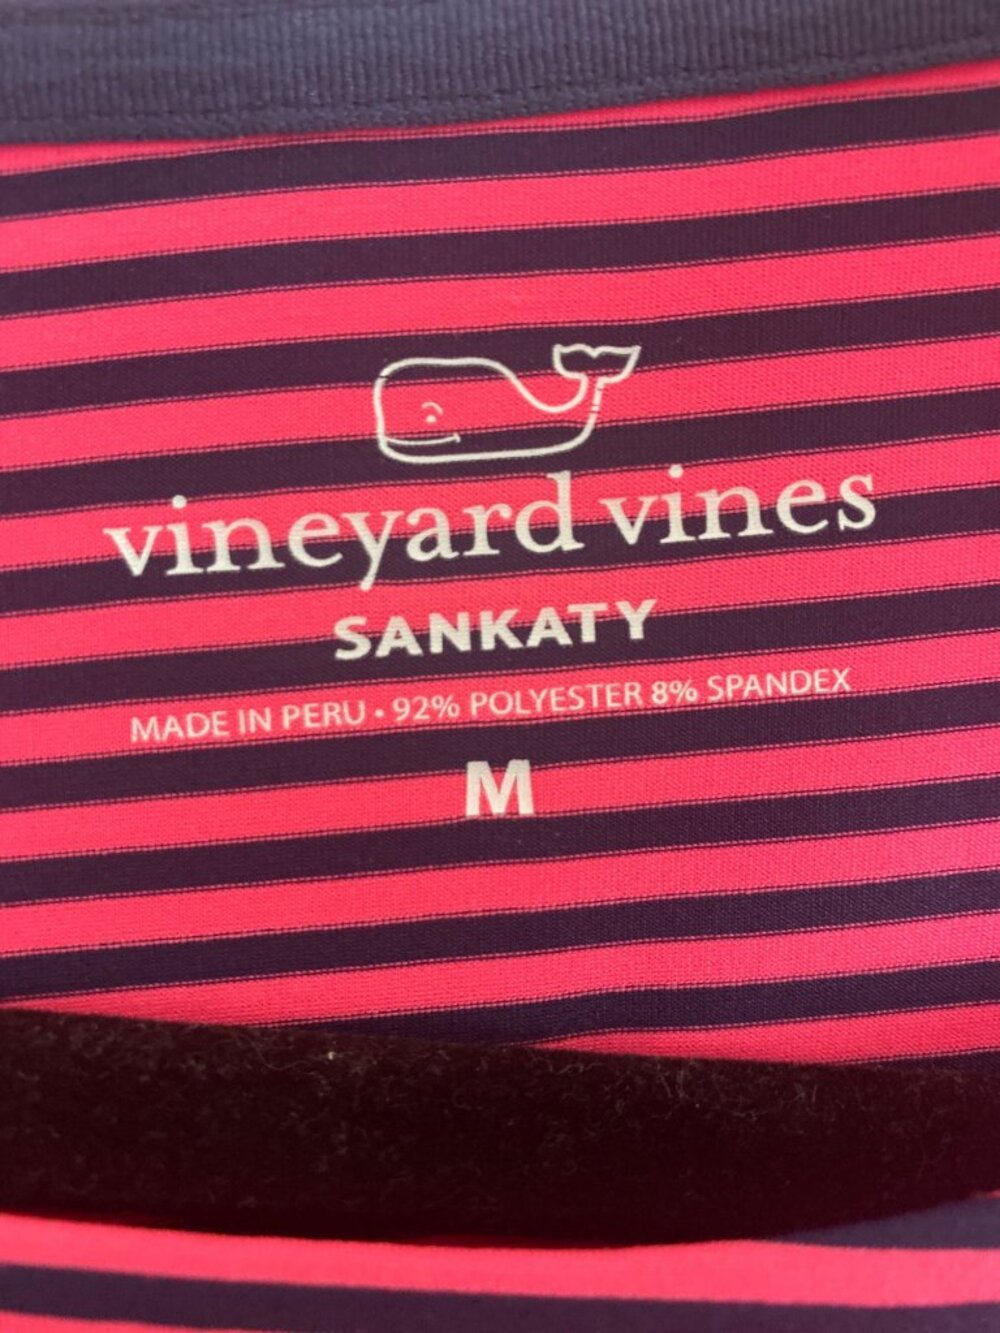 vineyard vines
SANKATY
MADE IN PERU • 92% POLYESTER 8% SPANDEX
M